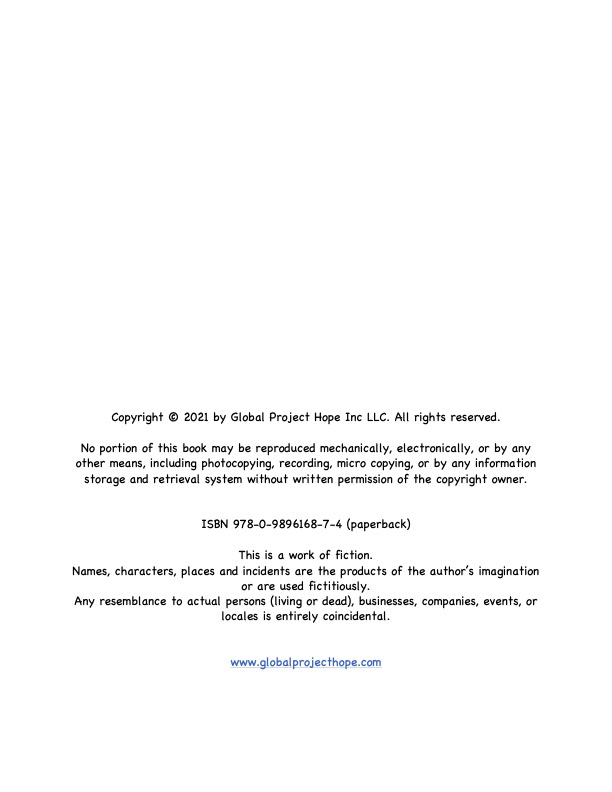 Copyright © 2021 by Global Project Hope Inc LLC. All rights reserved.
No portion of this book may be reproduced mechanically, electronically, or by any
other means, including photocopying, recording, micro copying, or by any information
storage and retrieval system without written permission of the copyright owner.
ISBN 978-0-9896168-7-4 (paperback)
This is a work of fiction.
Names, characters, places and incidents are the products of the author's imagination
or are used fictitiously.
Any resemblance to actual persons (living or dead), businesses, companies, events, or
locales is entirely coincidental.
www.globalprojecthope.com